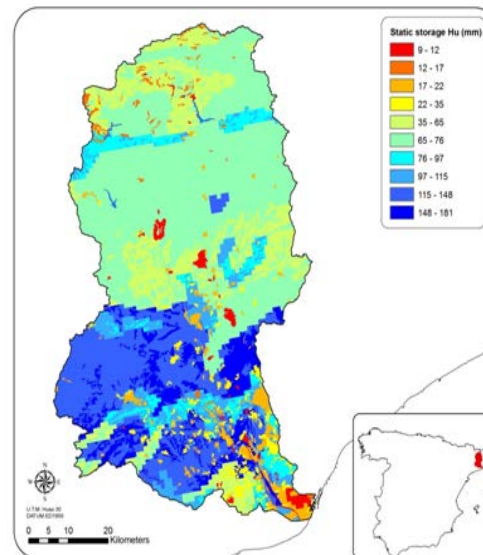 Static storage Hu (mm)
9 - 12
12 - 17
17 - 22
22 - 35
35 - 65
65 - 76
76 - 97
97 - 115
115 - 148
148 - 181
N
W E
S
U.T.M. Huso 30
DATUM ED1950
0 5 10 20
Kilometers